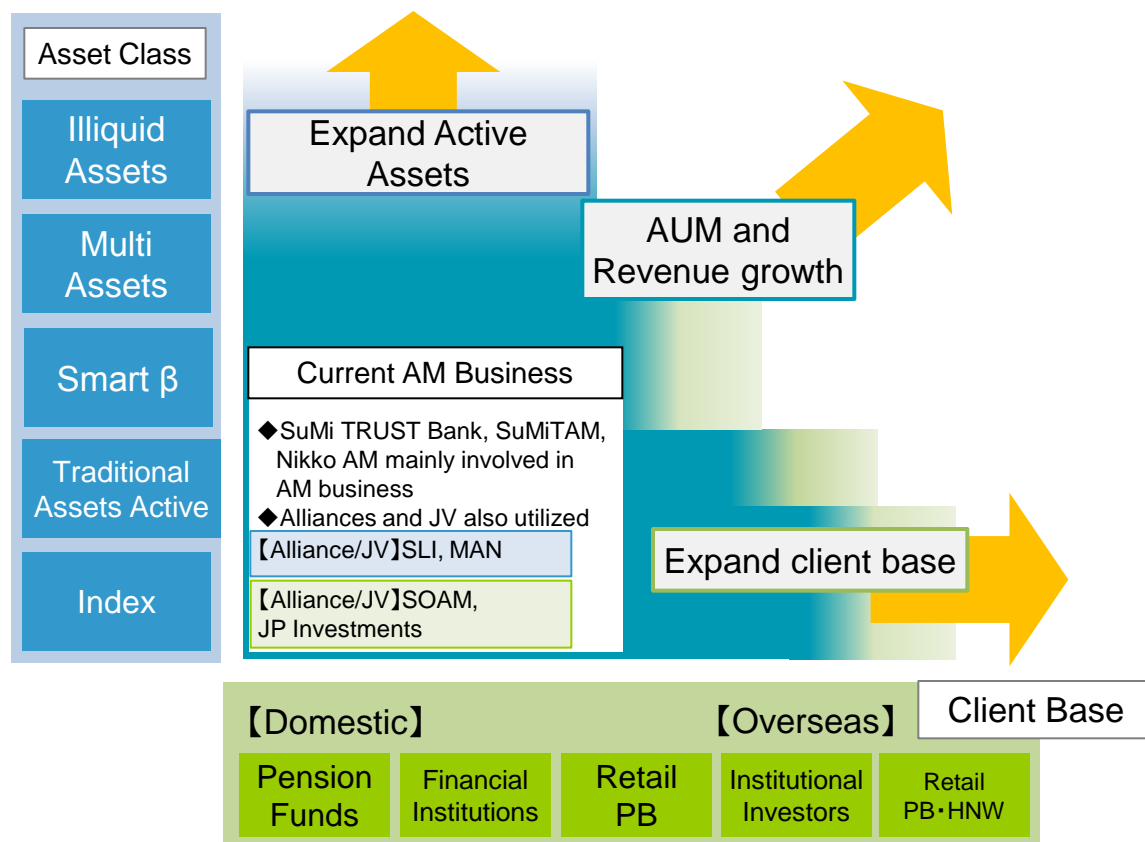 Asset Class
Illiquid
Assets
Multi
Assets
Smart β
Traditional
Assets Active
Index
Expand Active
Assets
AUM and
Revenue growth
Current AM Business
◆SuMi TRUST Bank, SuMiTAM,
Nikko AM mainly involved in
AM business
◆Alliances and JV also utilized
【Alliance/JV】SLI, MAN
【Alliance/JV】SOAM,
JP Investments
Expand client base
Client Base
【Domestic】
【Overseas】
Pension
Funds
Financial
Institutions
Retail
PB
Institutional
Investors
Retail
PB・HNW